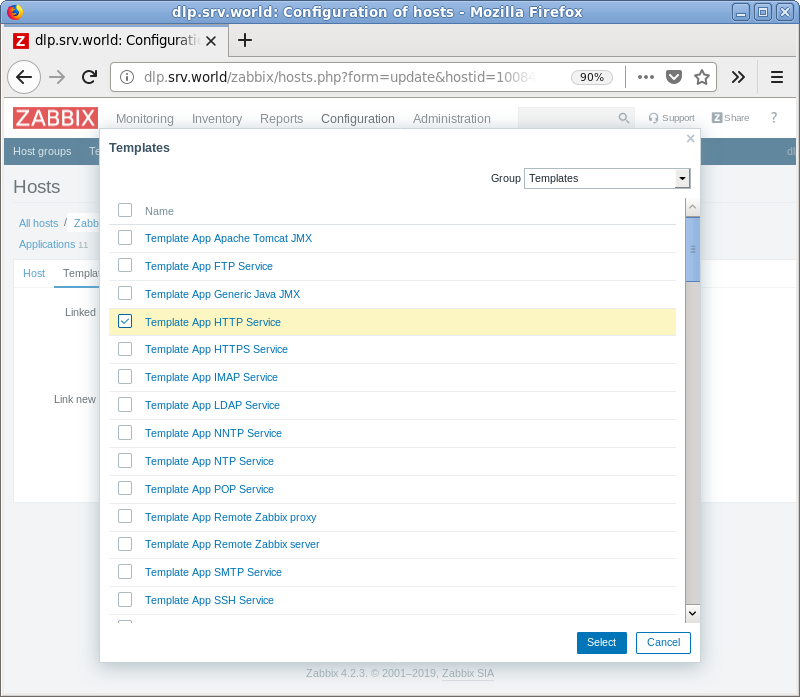 dlp.srv.world: Configuration of hosts - Mozilla Firefox
Z dlp.srv.world: Configurati
dlp.srv.world/zabbix/hosts.php?form=update&hostid=10084 90%
ZABBIX Monitoring Inventory Reports Configuration Administration Support Z Share ?
Host groups Te dl
Hosts
All hosts / Zabb
Applications 11
Host Templa
Linked
Link new
Templates
Group Templates
Name
Template App Apache Tomcat JMX
Template App FTP Service
Template App Generic Java JMX
Template App HTTP Service
Template App HTTPS Service
Template App IMAP Service
Template App LDAP Service
Template App NNTP Service
Template App NTP Service
Template App POP Service
Template App Remote Zabbix proxy
Template App Remote Zabbix server
Template App SMTP Service
Template App SSH Service
Select Cancel
Zabbix 4.2.3. © 2001–2019, Zabbix SIA